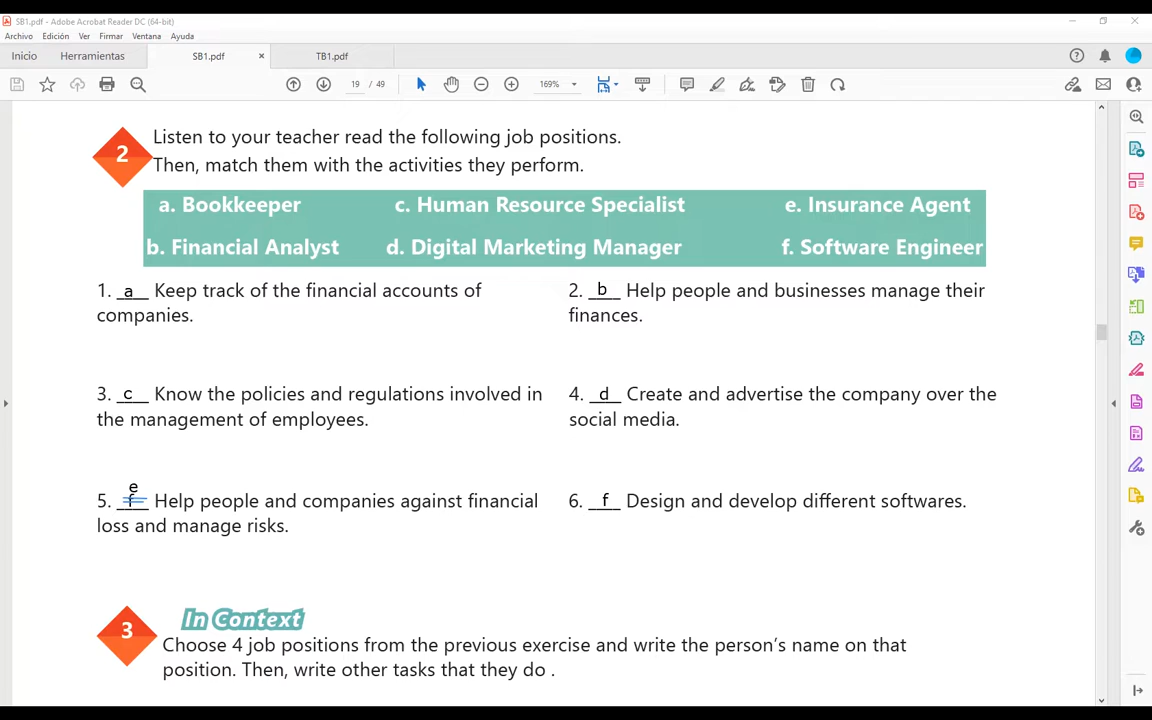 SB1.pdf - Adobe Acrobat Reader DC (64-bit)
Archivo Edición Ver Firmar Ventana Ayuda
Inicio Herramientas SB1.pdf × TB1.pdf
19 / 49 169%
2
Listen to your teacher read the following job positions.
Then, match them with the activities they perform.
a. Bookkeeper c. Human Resource Specialist e. Insurance Agent
b. Financial Analyst d. Digital Marketing Manager f. Software Engineer
1. a Keep track of the financial accounts of
companies.
2. b Help people and businesses manage their
finances.
3. c Know the policies and regulations involved in
the management of employees.
4. d Create and advertise the company over the
social media.
e
5. f Help people and companies against financial
loss and manage risks.
6. f Design and develop different softwares.
3
In Context
Choose 4 job positions from the previous exercise and write the person's name on that
position. Then, write other tasks that they do .